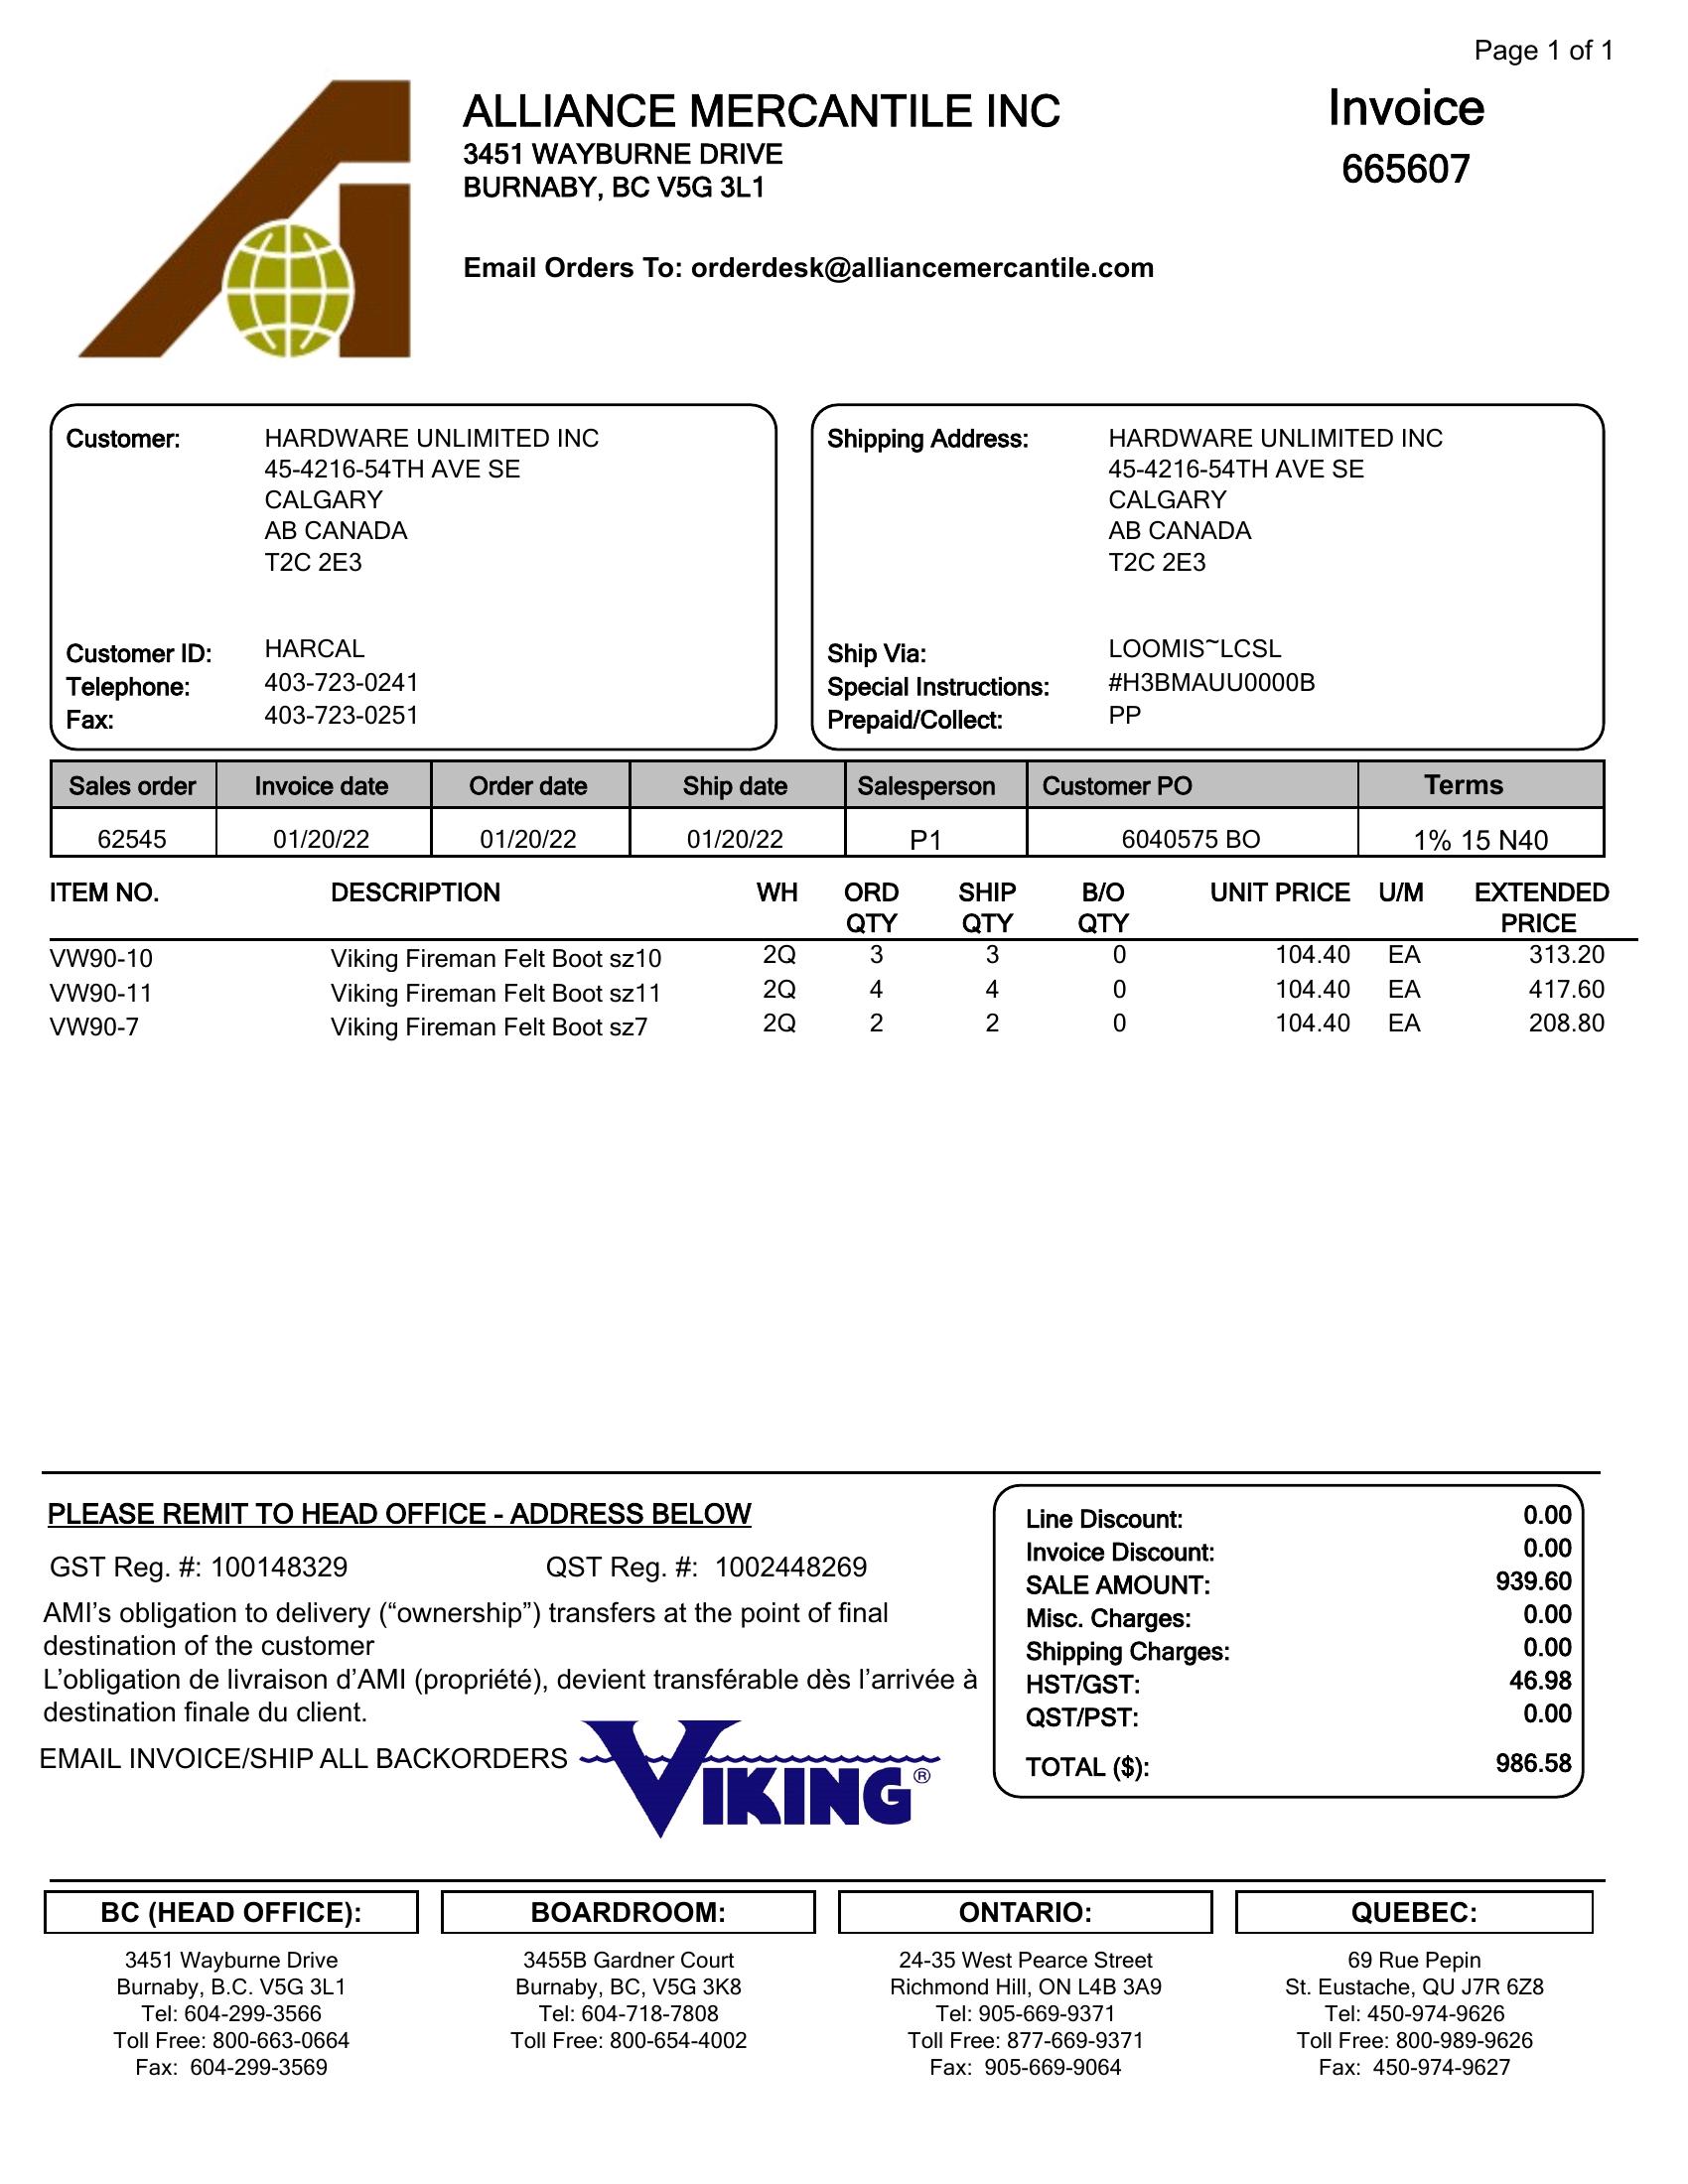 Page 1 of 1
ALLIANCE MERCANTILE INC
3451 WAYBURNE DRIVE
BURNABY, BC V5G 3L1
Email Orders To: orderdesk@alliancemercantile.com
Invoice
665607
Customer: HARDWARE UNLIMITED INC
45-4216-54TH AVE SE
CALGARY
AB CANADA
T2C 2E3
Customer ID: HARCAL
Telephone: 403-723-0241
Fax: 403-723-0251
Shipping Address: HARDWARE UNLIMITED INC
45-4216-54TH AVE SE
CALGARY
AB CANADA
T2C 2E3
Ship Via: LOOMIS~LCSL
Special Instructions: #H3BMAUU0000B
Prepaid/Collect: PP
Sales order Invoice date Order date Ship date Salesperson Customer PO Terms
62545 01/20/22 01/20/22 01/20/22 P1 6040575 BO 1% 15 N40
ITEM NO. DESCRIPTION WH ORD SHIP B/O UNIT PRICE U/M EXTENDED
QTY QTY QTY PRICE
VW90-10 Viking Fireman Felt Boot sz10 2Q 3 3 0 104.40 EA 313.20
VW90-11 Viking Fireman Felt Boot sz11 2Q 4 4 0 104.40 EA 417.60
VW90-7 Viking Fireman Felt Boot sz7 2Q 2 2 0 104.40 EA 208.80
PLEASE REMIT TO HEAD OFFICE - ADDRESS BELOW
GST Reg. #: 100148329 QST Reg. #: 1002448269
AMI’s obligation to delivery (“ownership”) transfers at the point of final
destination of the customer
L’obligation de livraison d’AMI (propriété), devient transférable dès l’arrivée à
destination finale du client.
EMAIL INVOICE/SHIP ALL BACKORDERS
VIKING®
Line Discount: 0.00
Invoice Discount: 0.00
SALE AMOUNT: 939.60
Misc. Charges: 0.00
Shipping Charges: 0.00
HST/GST: 46.98
QST/PST: 0.00
TOTAL ($): 986.58
BC (HEAD OFFICE):
3451 Wayburne Drive
Burnaby, B.C. V5G 3L1
Tel: 604-299-3566
Toll Free: 800-663-0664
Fax: 604-299-3569
BOARDROOM:
3455B Gardner Court
Burnaby, BC, V5G 3K8
Tel: 604-718-7808
Toll Free: 800-654-4002
ONTARIO:
24-35 West Pearce Street
Richmond Hill, ON L4B 3A9
Tel: 905-669-9371
Toll Free: 877-669-9371
Fax: 905-669-9064
QUEBEC:
69 Rue Pepin
St. Eustache, QU J7R 6Z8
Tel: 450-974-9626
Toll Free: 800-989-9626
Fax: 450-974-9627